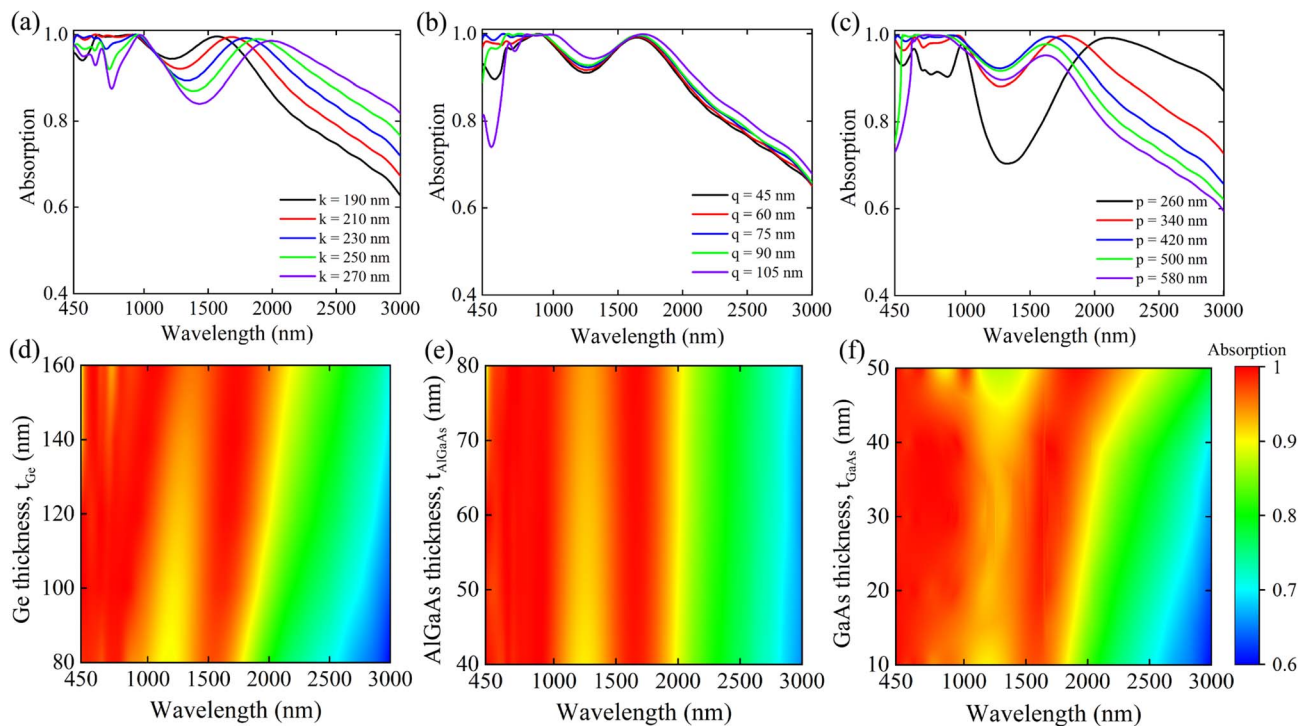 (a)
1.0
0.8
0.6
0.4
Absorption
k = 190 nm
k = 210 nm
k = 230 nm
k = 250 nm
k = 270 nm
450 1000 1500 2000 2500 3000
Wavelength (nm)
(b)
1.0
0.8
0.6
0.4
Absorption
q = 45 nm
q = 60 nm
q = 75 nm
q = 90 nm
q = 105 nm
450 1000 1500 2000 2500 3000
Wavelength (nm)
(c)
1.0
0.8
0.6
0.4
Absorption
p = 260 nm
p = 340 nm
p = 420 nm
p = 500 nm
p = 580 nm
450 1000 1500 2000 2500 3000
Wavelength (nm)
(d)
160
140
120
100
80
Ge thickness, tGe (nm)
450 1000 1500 2000 2500 3000
Wavelength (nm)
(e)
80
70
60
50
40
AlGaAs thickness, tAlGaAs (nm)
450 1000 1500 2000 2500 3000
Wavelength (nm)
(f)
50
40
30
20
10
GaAs thickness, tGaAs (nm)
450 1000 1500 2000 2500 3000
Wavelength (nm)
Absorption
1
0.9
0.8
0.7
0.6